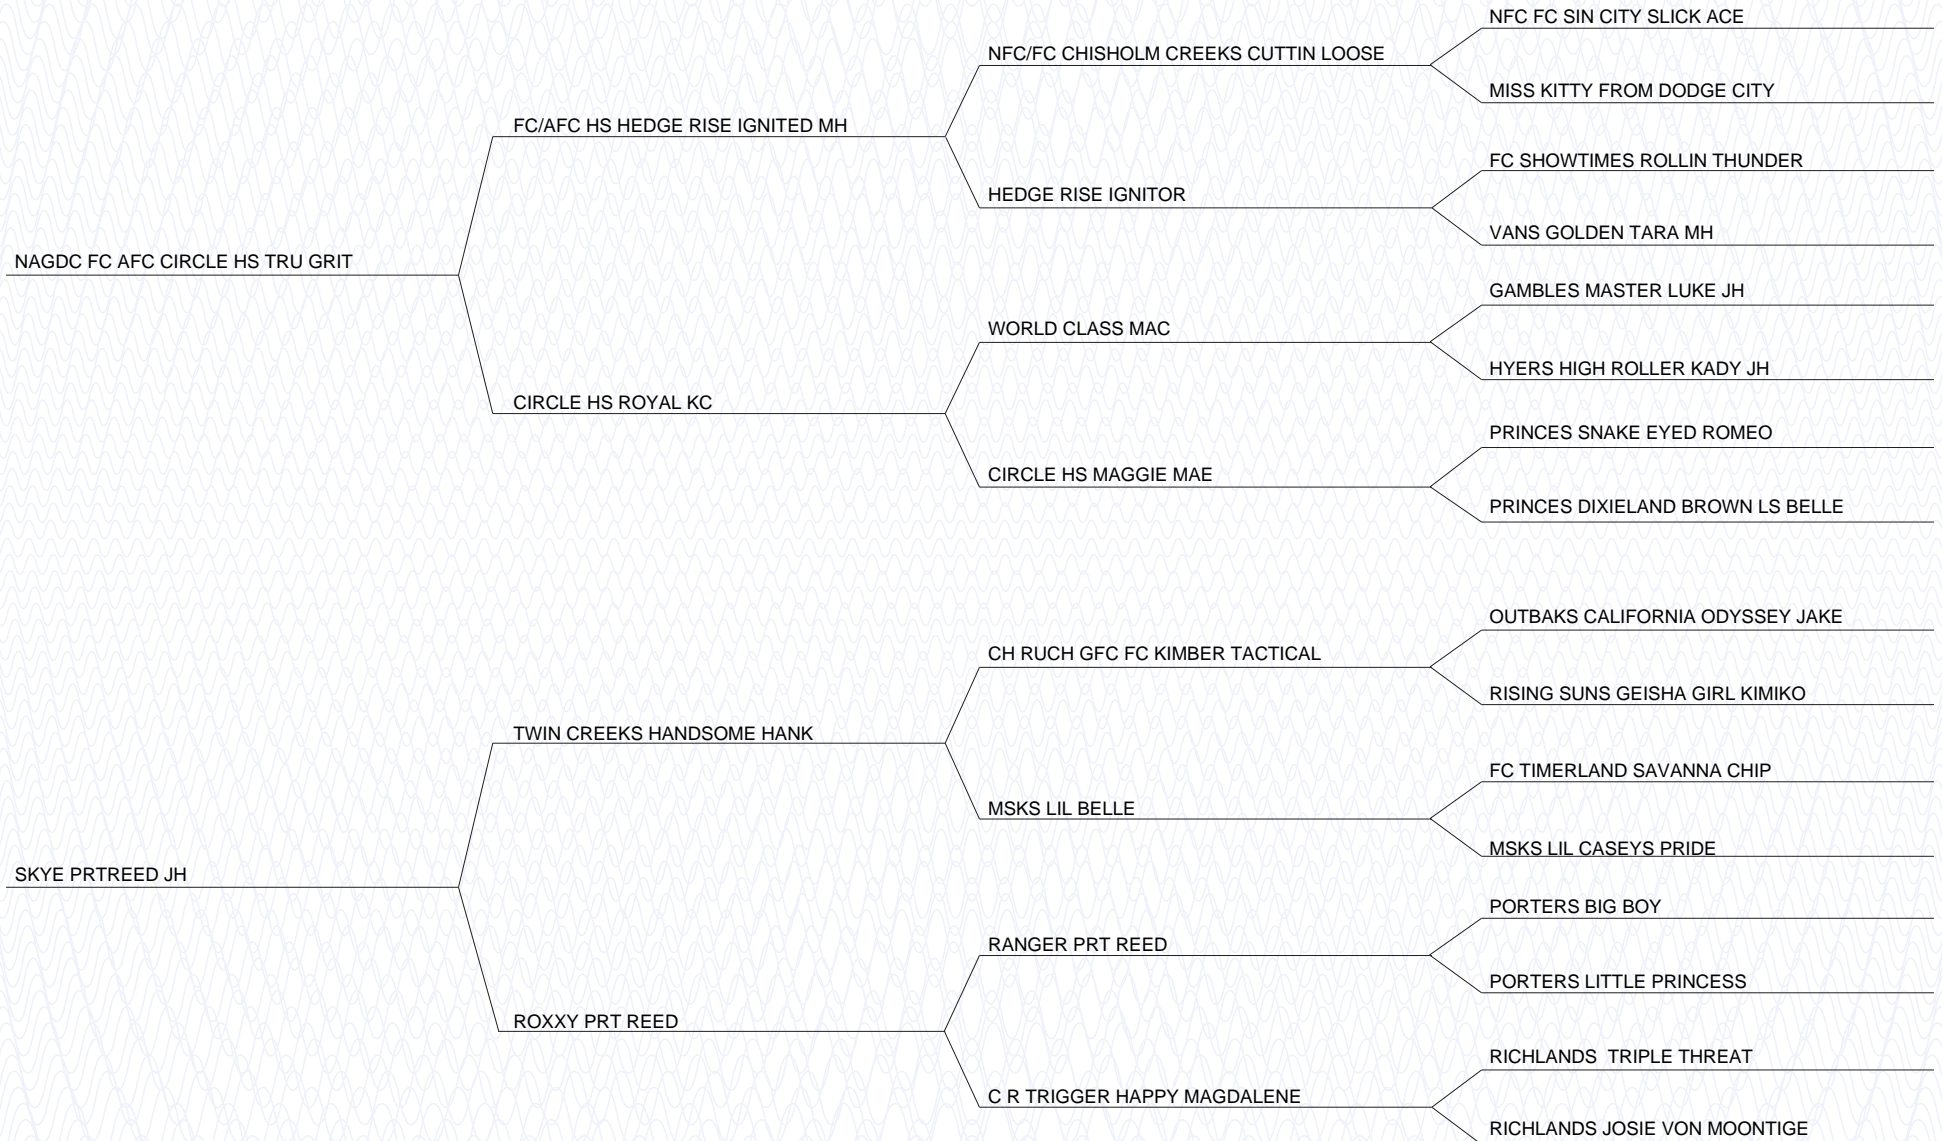 NFC FC SIN CITY SLICK ACE
NFC/FC CHISHOLM CREEKS CUTTIN LOOSE
MISS KITTY FROM DODGE CITY
FC/AFC HS HEDGE RISE IGNITED MH
FC SHOWTIMES ROLLIN THUNDER
HEDGE RISE IGNITOR
VANS GOLDEN TARA MH
NAGDC FC AFC CIRCLE HS TRU GRIT
GAMBLES MASTER LUKE JH
WORLD CLASS MAC
HYERS HIGH ROLLER KADY JH
CIRCLE HS ROYAL KC
PRINCES SNAKE EYED ROMEO
CIRCLE HS MAGGIE MAE
PRINCES DIXIELAND BROWN LS BELLE
OUTBAKS CALIFORNIA ODYSSEY JAKE
CH RUCH GFC FC KIMBER TACTICAL
RISING SUNS GEISHA GIRL KIMIKO
TWIN CREEKS HANDSOME HANK
FC TIMERLAND SAVANNA CHIP
MSKS LIL BELLE
MSKS LIL CASEYS PRIDE
SKYE PRTREED JH
PORTERS BIG BOY
RANGER PRT REED
PORTERS LITTLE PRINCESS
ROXXY PRT REED
RICHLANDS  TRIPLE THREAT
C R TRIGGER HAPPY MAGDALENE
RICHLANDS JOSIE VON MOONTIGE